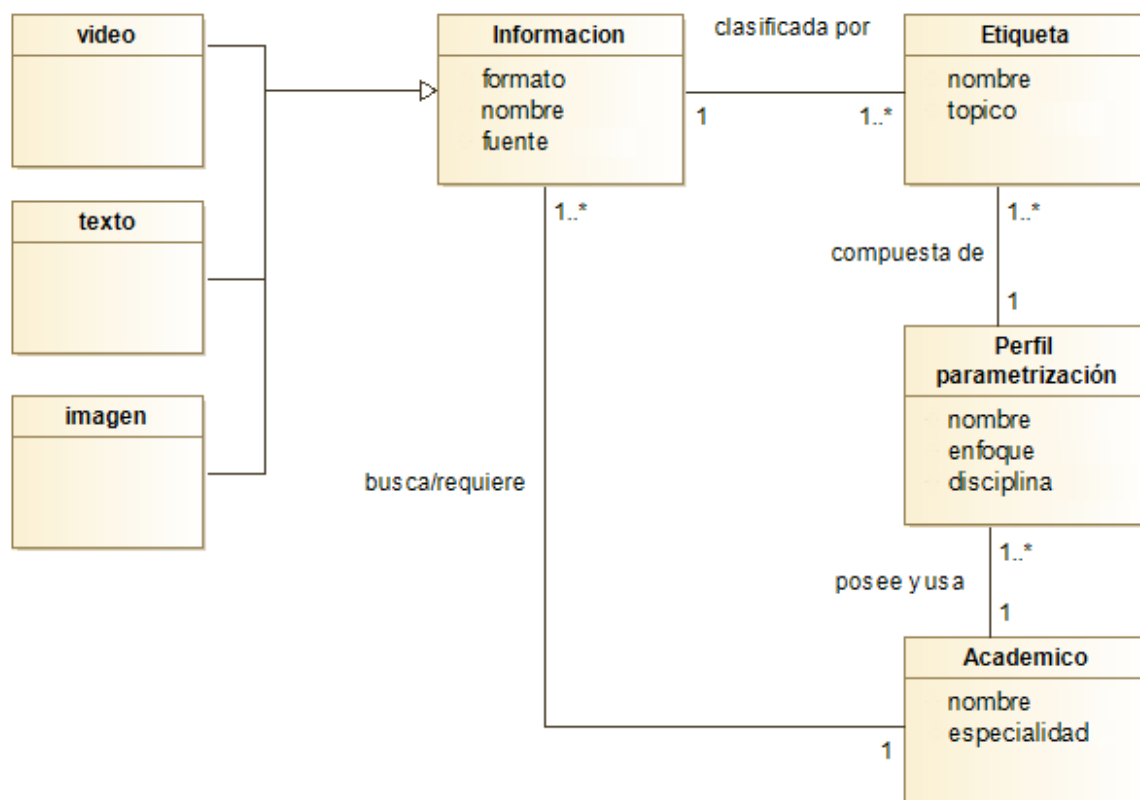 video
Informacion
formato
nombre
fuente
clasificada por
1
1..*
Etiqueta
nombre
topico
texto
imagen
1..*
busca/requiere
1
1..*
compuesta de
1
Perfil
parametrización
nombre
enfoque
disciplina
1..*
posee y usa
1
Academico
nombre
especialidad